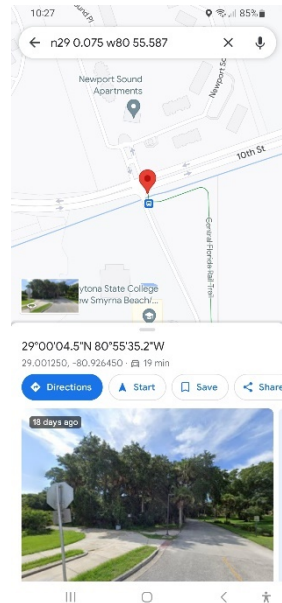 10:27
85%
n29 0.075 w80 55.587
Newport Sound
Apartments
10th St
Central Florida Rail Trail
ytona State College
ew Smyrna Beach/...
29°00'04.5"N 80°55'35.2"W
29.001250, -80.926450 · 19 min
Directions
Start
Save
Share
18 days ago